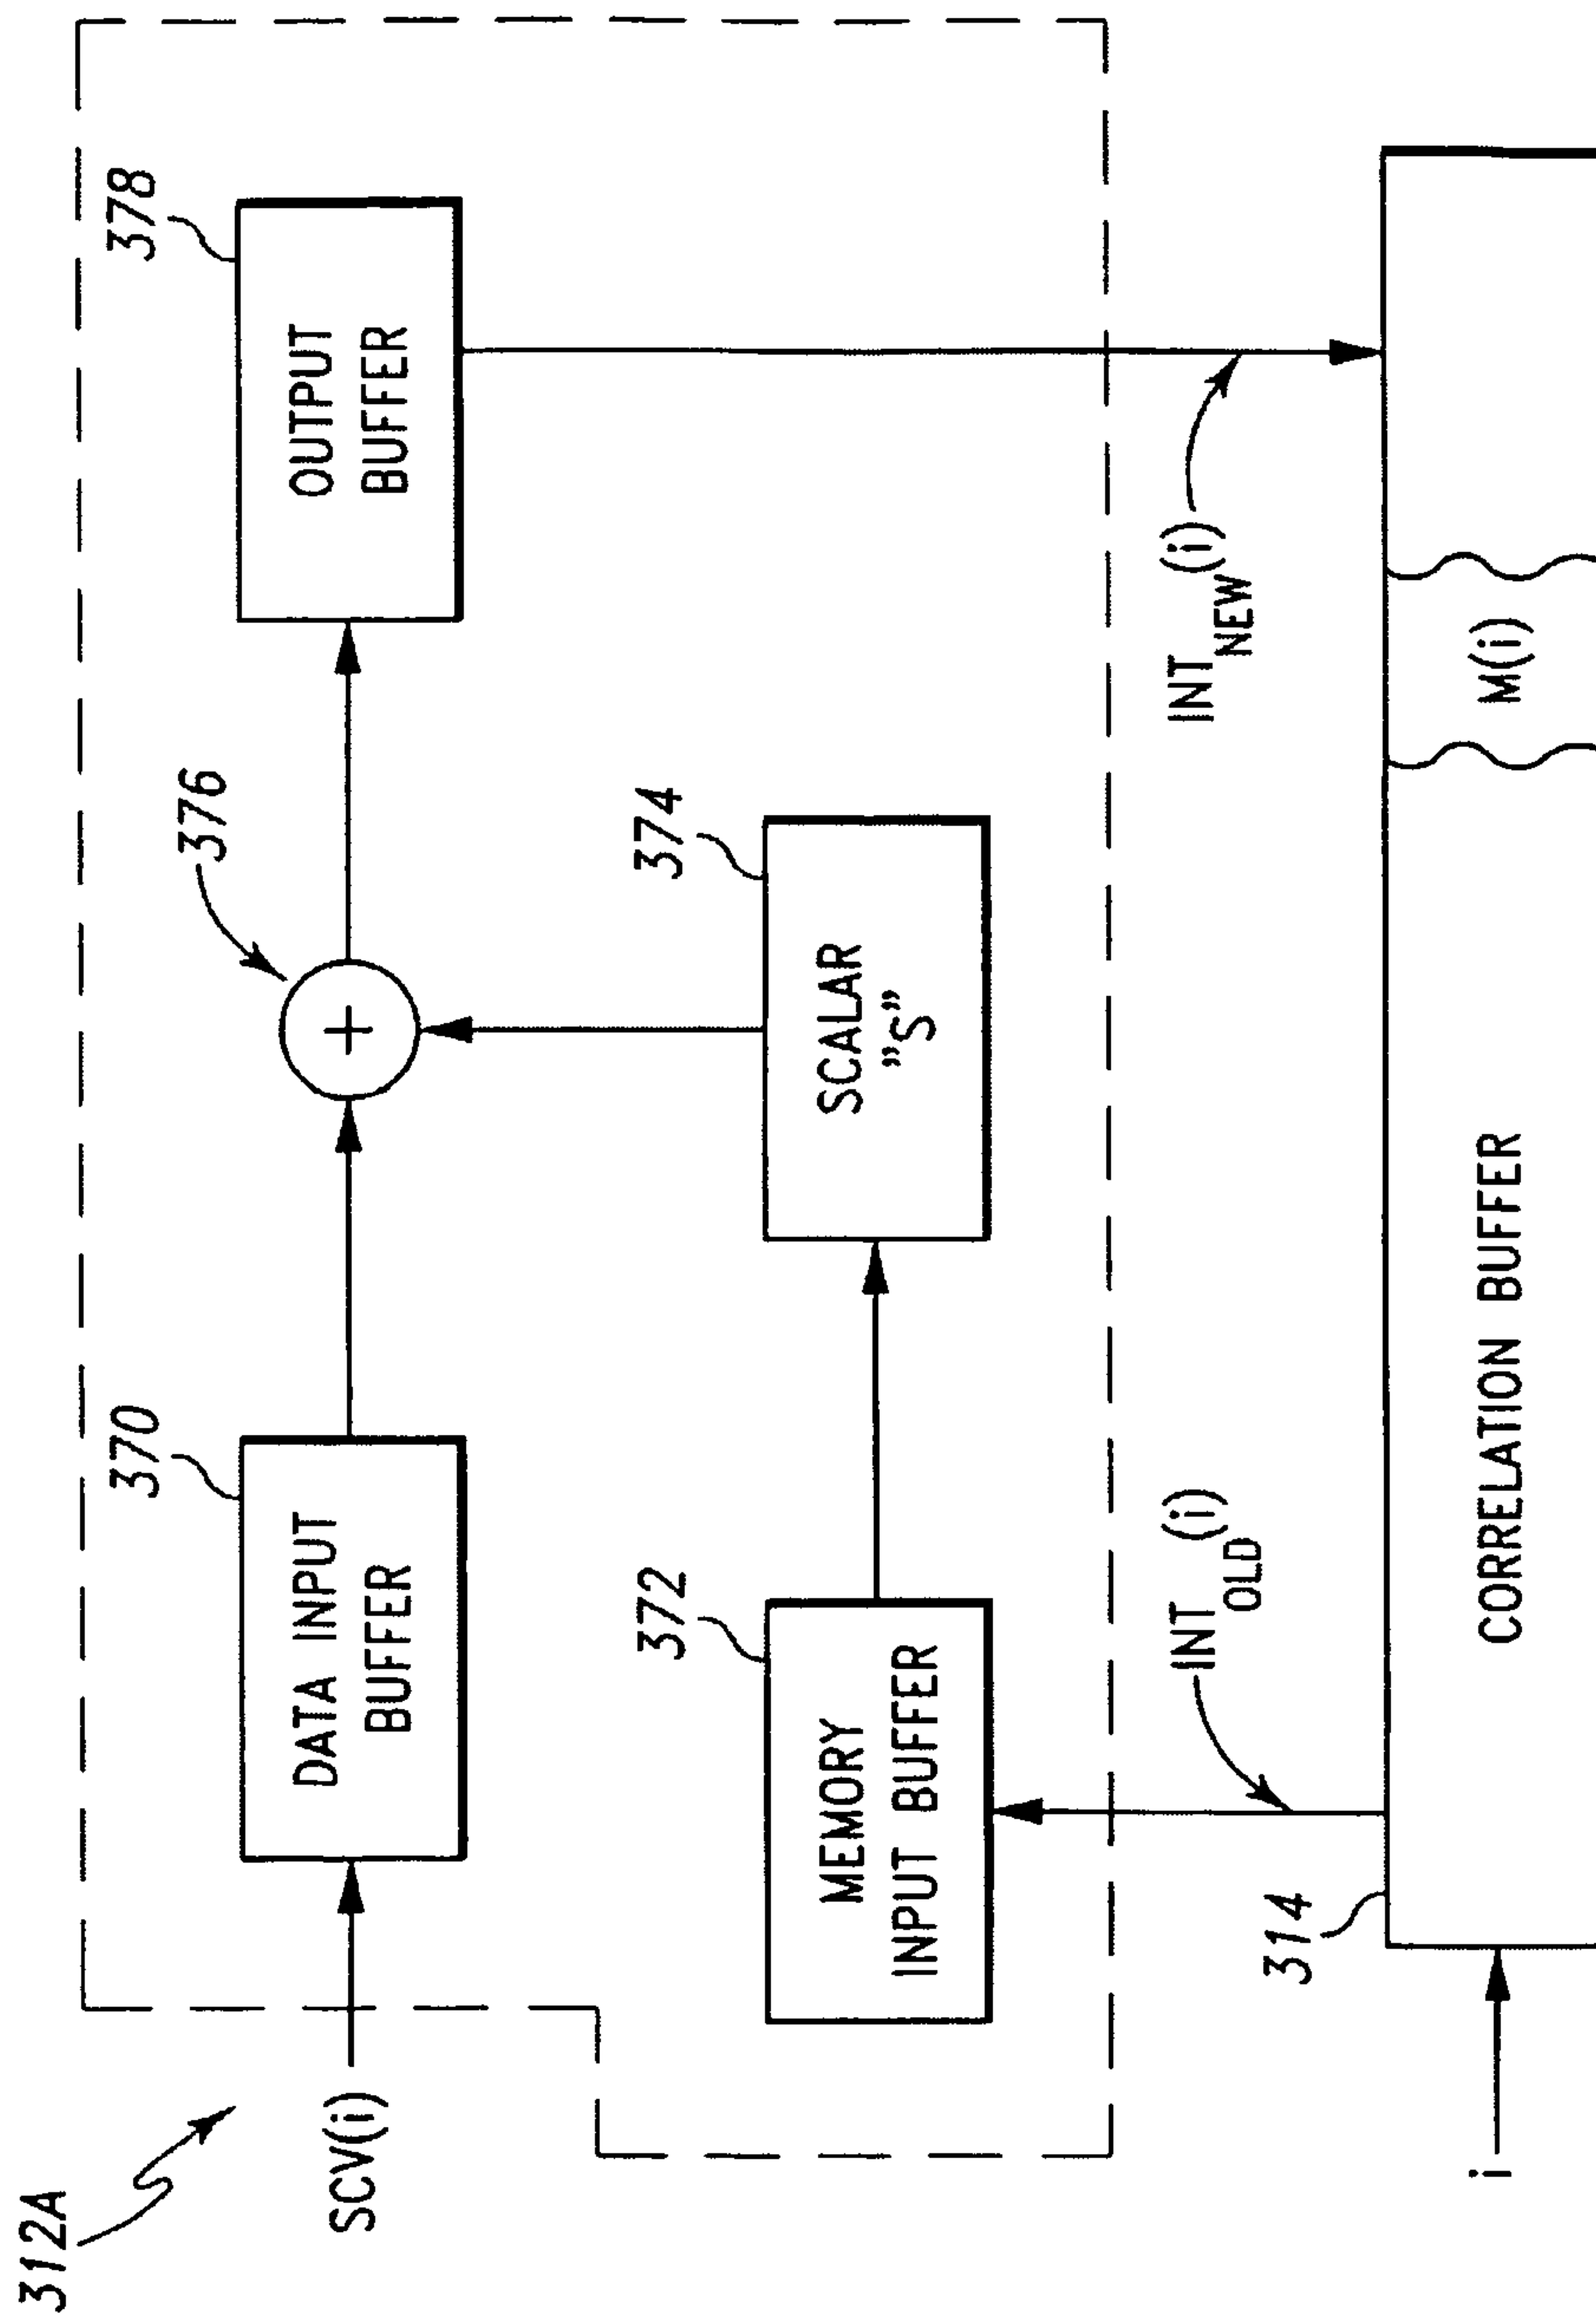 312A
SCV(i)
370
DATA INPUT
BUFFER
376
+
378
OUTPUT
BUFFER
372
MEMORY
INPUT BUFFER
374
SCALAR
"S"
INT OLD (i)
INT NEW (i)
314
i
CORRELATION BUFFER
M(i)